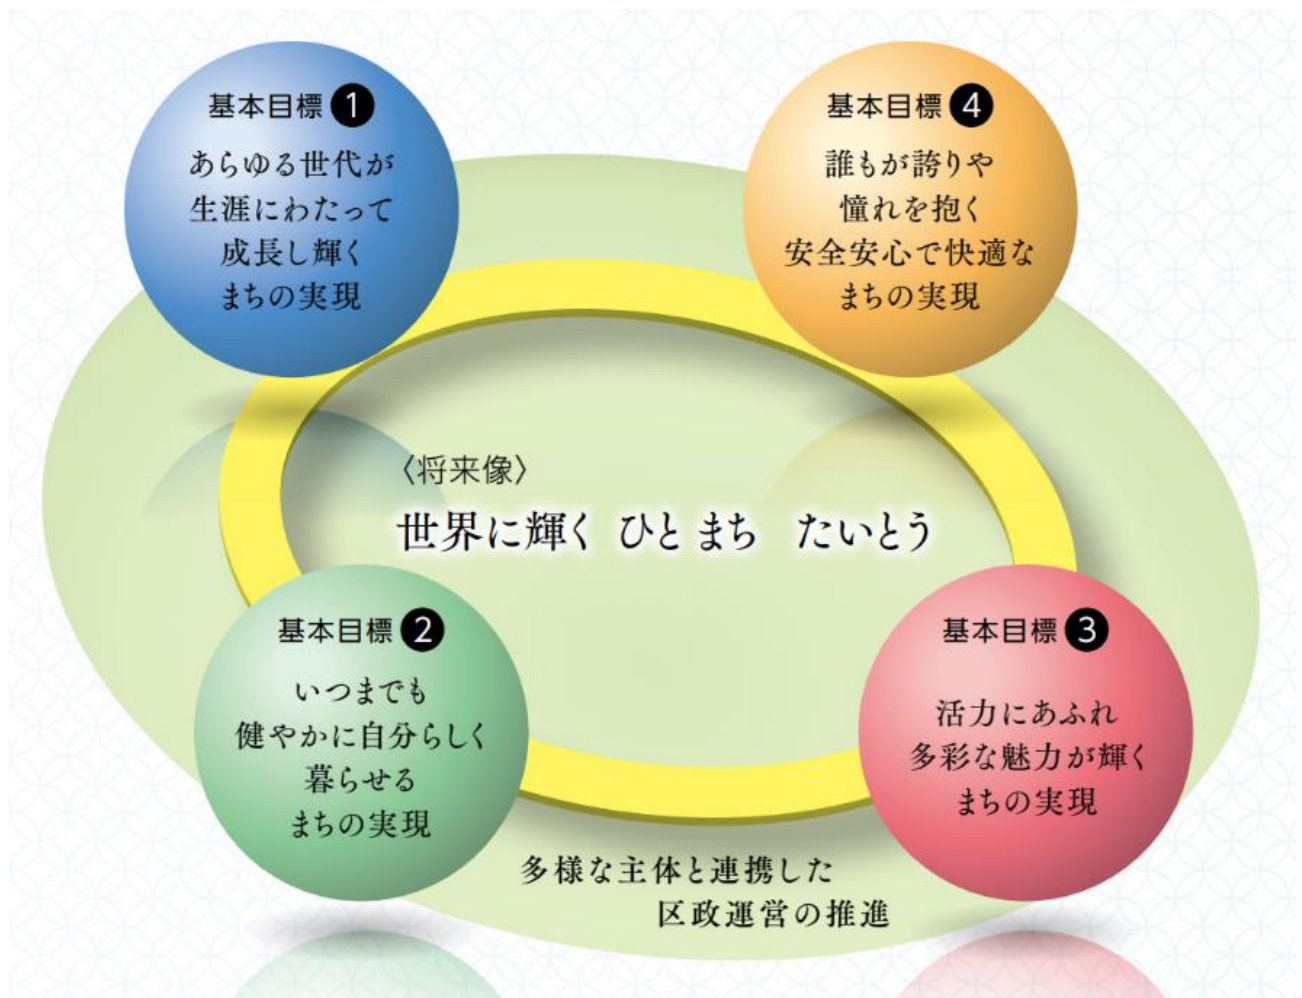 基本目標 1
あらゆる世代が
生涯にわたって
成長し輝く
まちの実現
基本目標 4
誰もが誇りや
憧れを抱く
安全安心で快適な
まちの実現
〈将来像〉
世界に輝く ひと まち たいとう
基本目標 2
いつまでも
健やかに自分らしく
暮らせる
まちの実現
基本目標 3
活力にあふれ
多彩な魅力が輝く
まちの実現
多様な主体と連携した
区政運営の推進